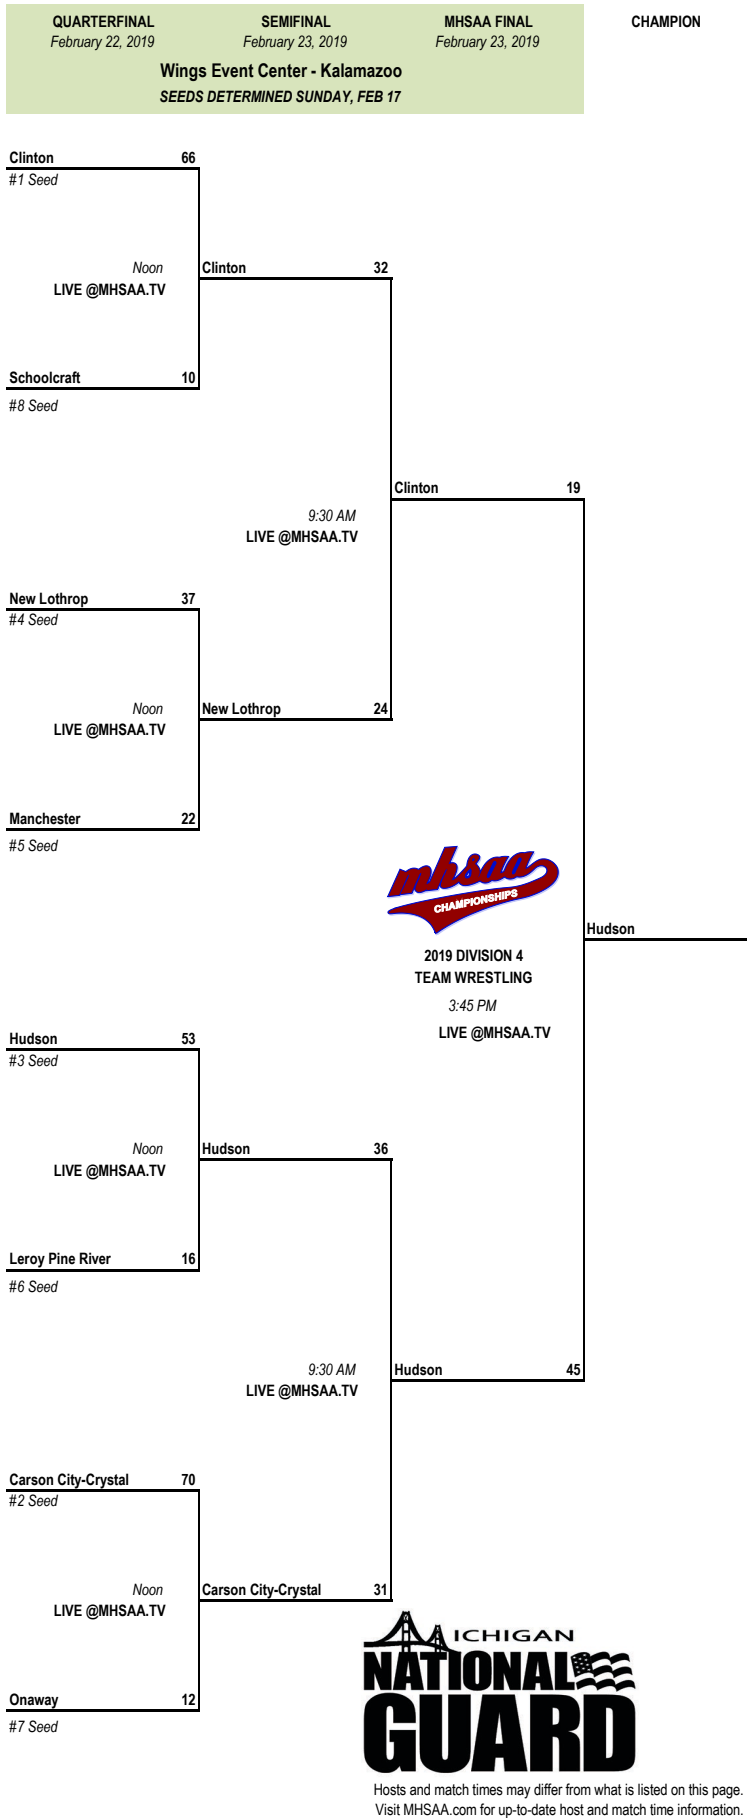 QUARTERFINAL SEMIFINAL MHSAA FINAL CHAMPION
February 22, 2019 February 23, 2019 February 23, 2019
Wings Event Center - Kalamazoo
SEEDS DETERMINED SUNDAY, FEB 17
Clinton 66
#1 Seed
Noon
LIVE @MHSAA.TV
Clinton 32
Schoolcraft 10
#8 Seed
Clinton 19
9:30 AM
LIVE @MHSAA.TV
New Lothrop 37
#4 Seed
Noon
LIVE @MHSAA.TV
New Lothrop 24
Manchester 22
#5 Seed
mhsaa
CHAMPIONSHIPS
Hudson
2019 DIVISION 4
TEAM WRESTLING
3:45 PM
LIVE @MHSAA.TV
Hudson 53
#3 Seed
Noon
LIVE @MHSAA.TV
Hudson 36
Leroy Pine River 16
#6 Seed
9:30 AM
LIVE @MHSAA.TV
Hudson 45
Carson City-Crystal 70
#2 Seed
Noon
LIVE @MHSAA.TV
Carson City-Crystal 31
Onaway 12
#7 Seed
MICHIGAN
NATIONAL
GUARD
Hosts and match times may differ from what is listed on this page.
Visit MHSAA.com for up-to-date host and match time information.